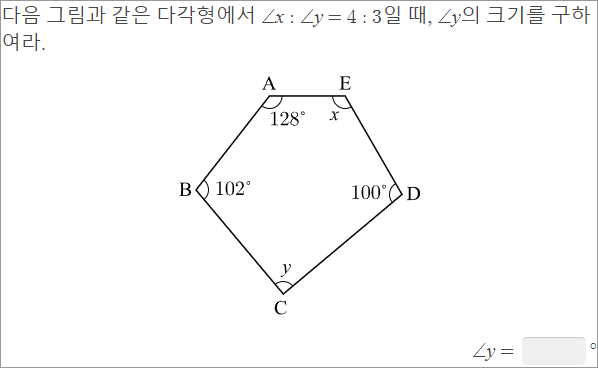 다음 그림과 같은 다각형에서 ∠x : ∠y = 4 : 3일 때, ∠y의 크기를 구하
여라.
A E
128° x
B 102° 100° D
y
C
∠y = °